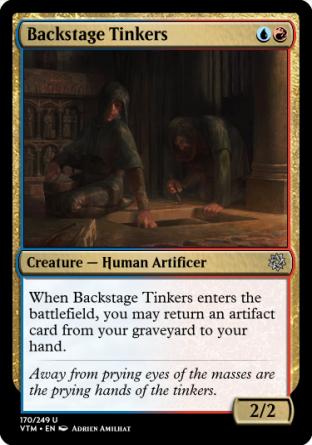 Backstage Tinkers
Creature — Human Artificer
When Backstage Tinkers enters the
battlefield, you may return an artifact
card from your graveyard to your
hand.
Away from prying eyes of the masses are
the prying hands of the tinkers.
2/2
170/249 U
VTM • EN Adrien Amilhat